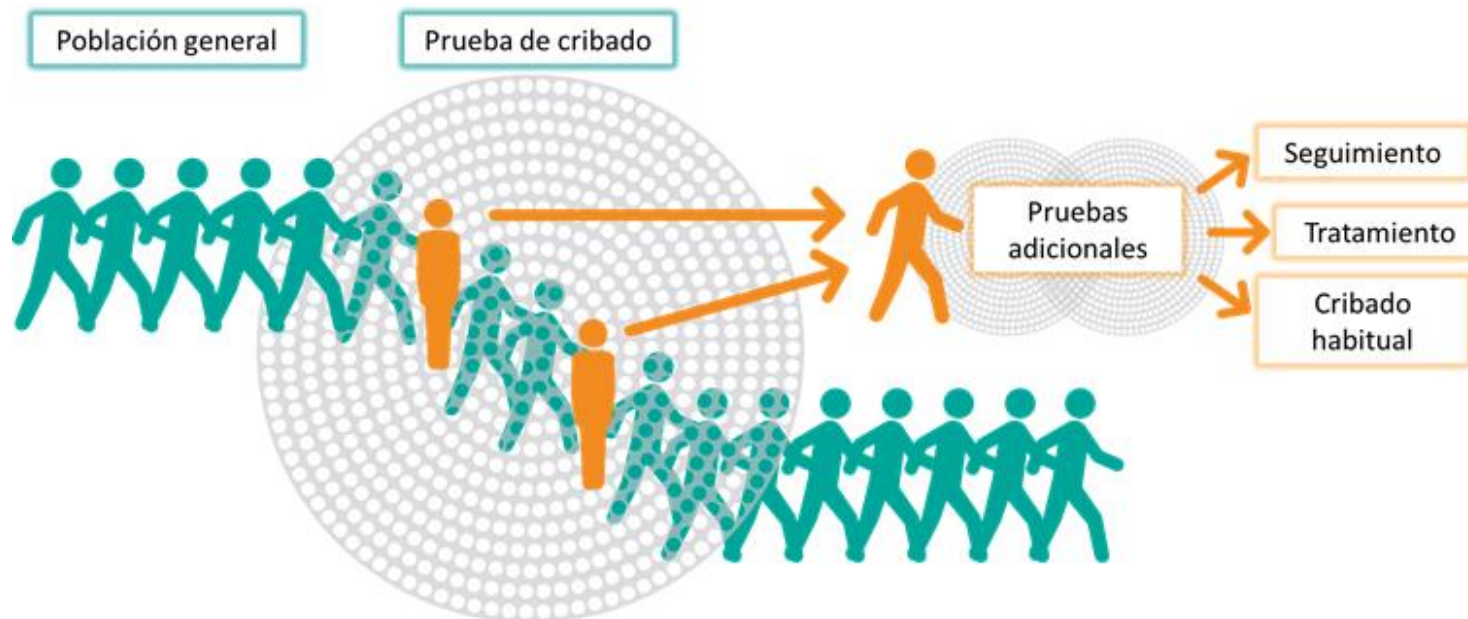 Población general
Prueba de cribado
Pruebas
adicionales
Seguimiento
Tratamiento
Cribado
habitual